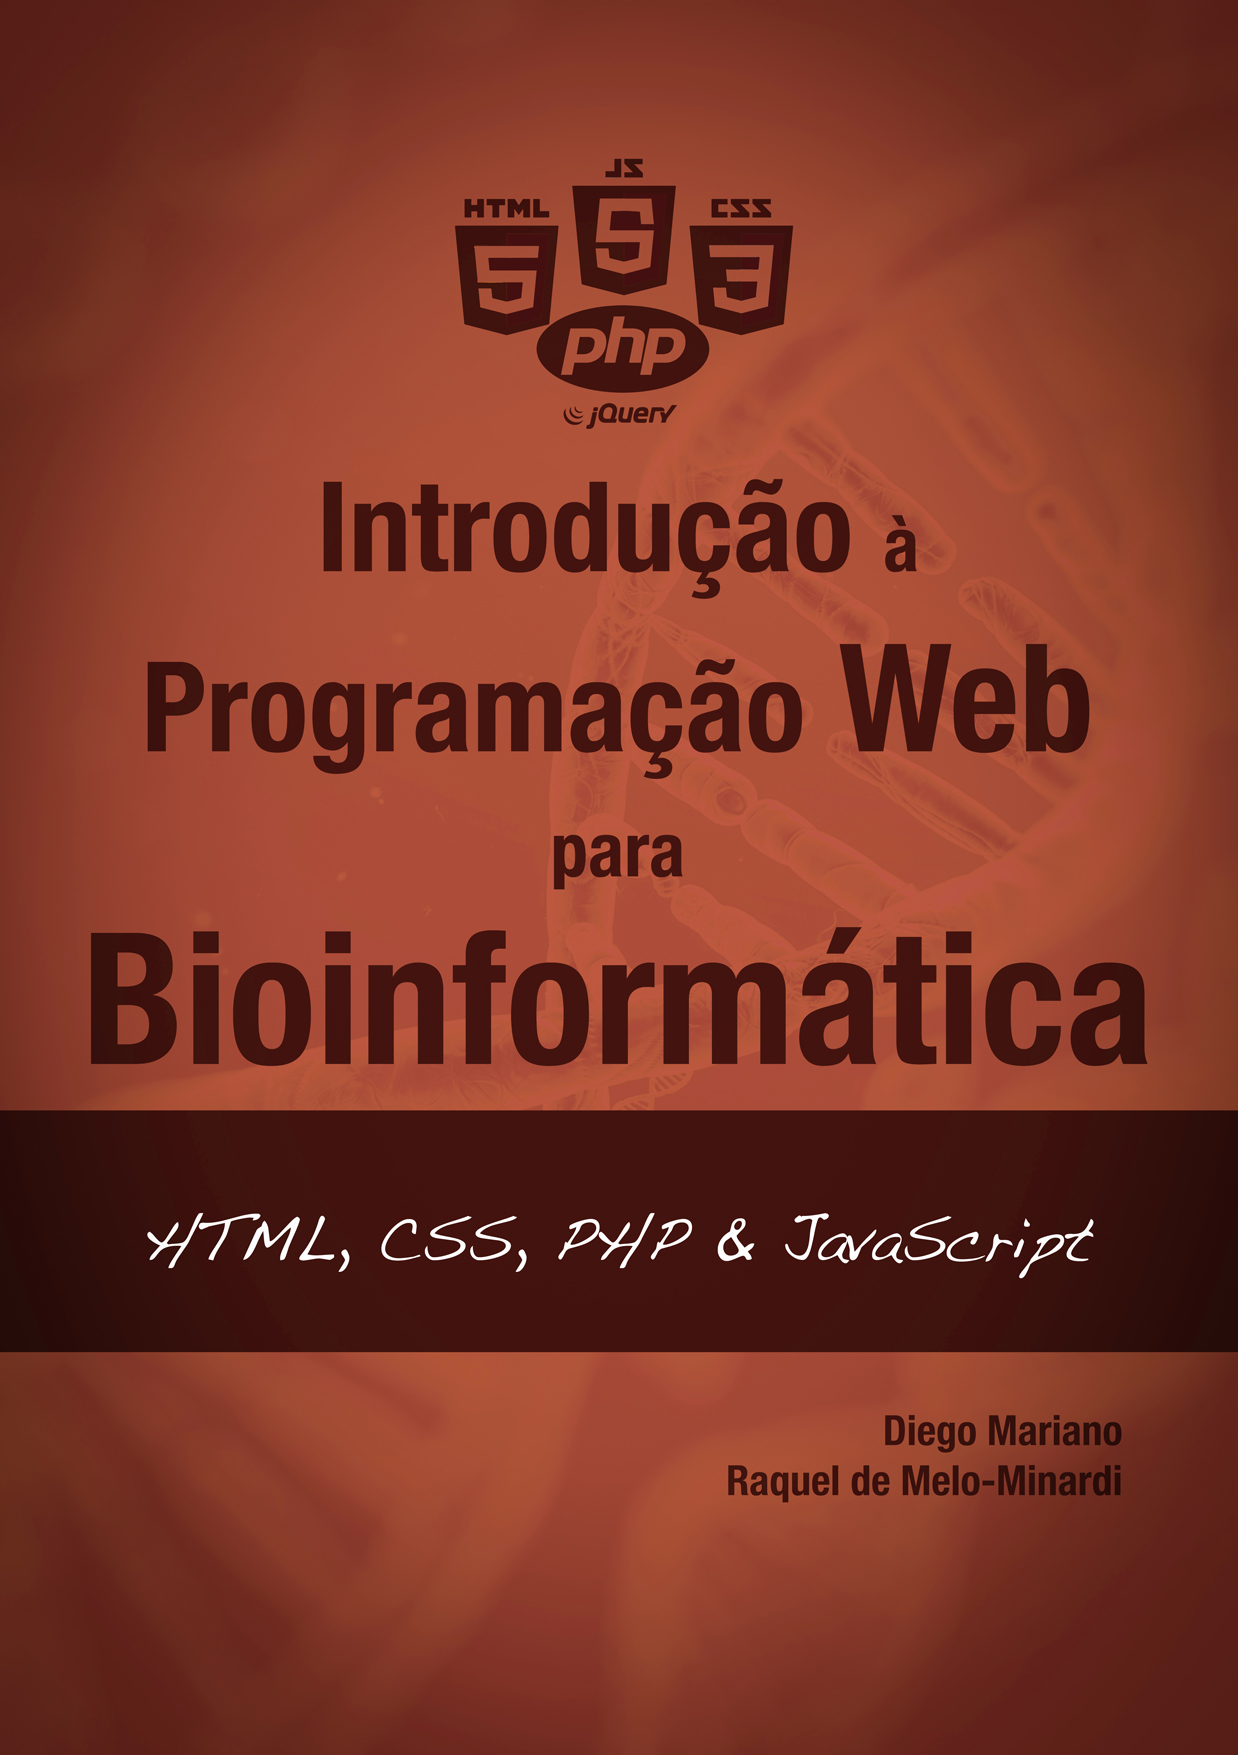 JS
HTML CSS
5 5 3
php
jQuery
Introdução à
Programação Web
para
Bioinformática
HTML, CSS, PHP & JavaScript
Diego Mariano
Raquel de Melo-Minardi